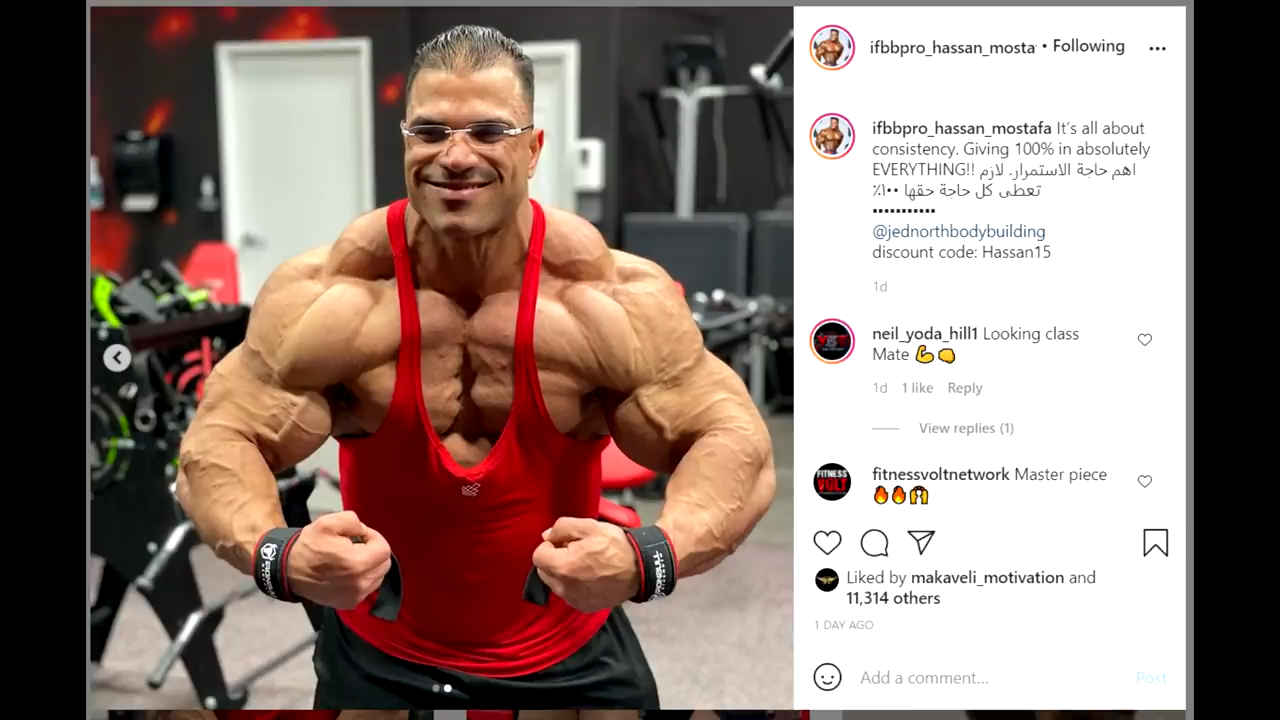 ifbbpro_hassan_mosta • Following
ifbbpro_hassan_mostafa It's all about
consistency. Giving 100% in absolutely
EVERYTHING!! اهم حاجة الاستمرار. لازم
تعطى كل حاجة حقها ١٠٠٪
•••••••••••
@jednorthbodybuilding
discount code: Hassan15
1d
neil_yoda_hill1 Looking class
Mate 💪👊
1d 1 like Reply
View replies (1)
FITNESS
VOLT
fitnessvoltnetwork Master piece
🔥🔥🙌
Liked by makaveli_motivation and
11,314 others
1 DAY AGO
Add a comment...
Post